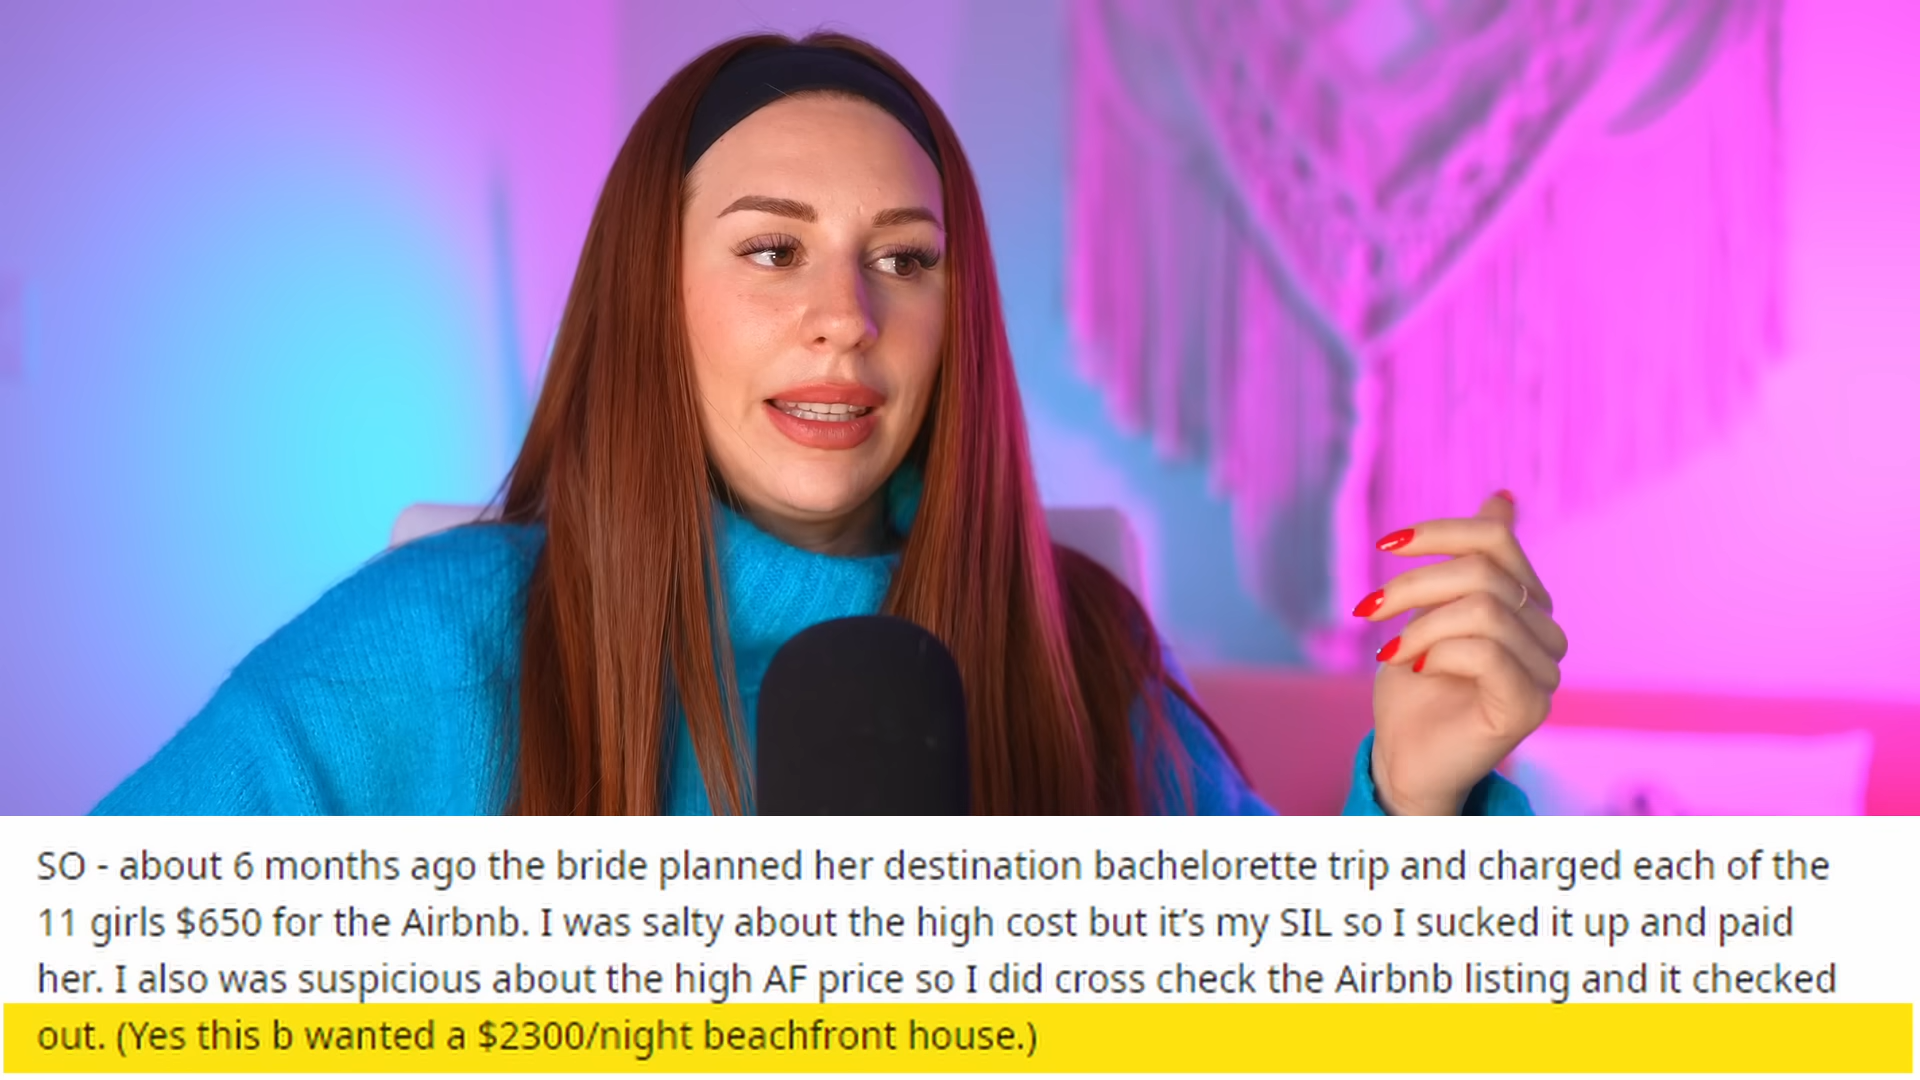 SO - about 6 months ago the bride planned her destination bachelorette trip and charged each of the
11 girls $650 for the Airbnb. I was salty about the high cost but it’s my SIL so I sucked it up and paid
her. I also was suspicious about the high AF price so I did cross check the Airbnb listing and it checked
out. (Yes this b wanted a $2300/night beachfront house.)